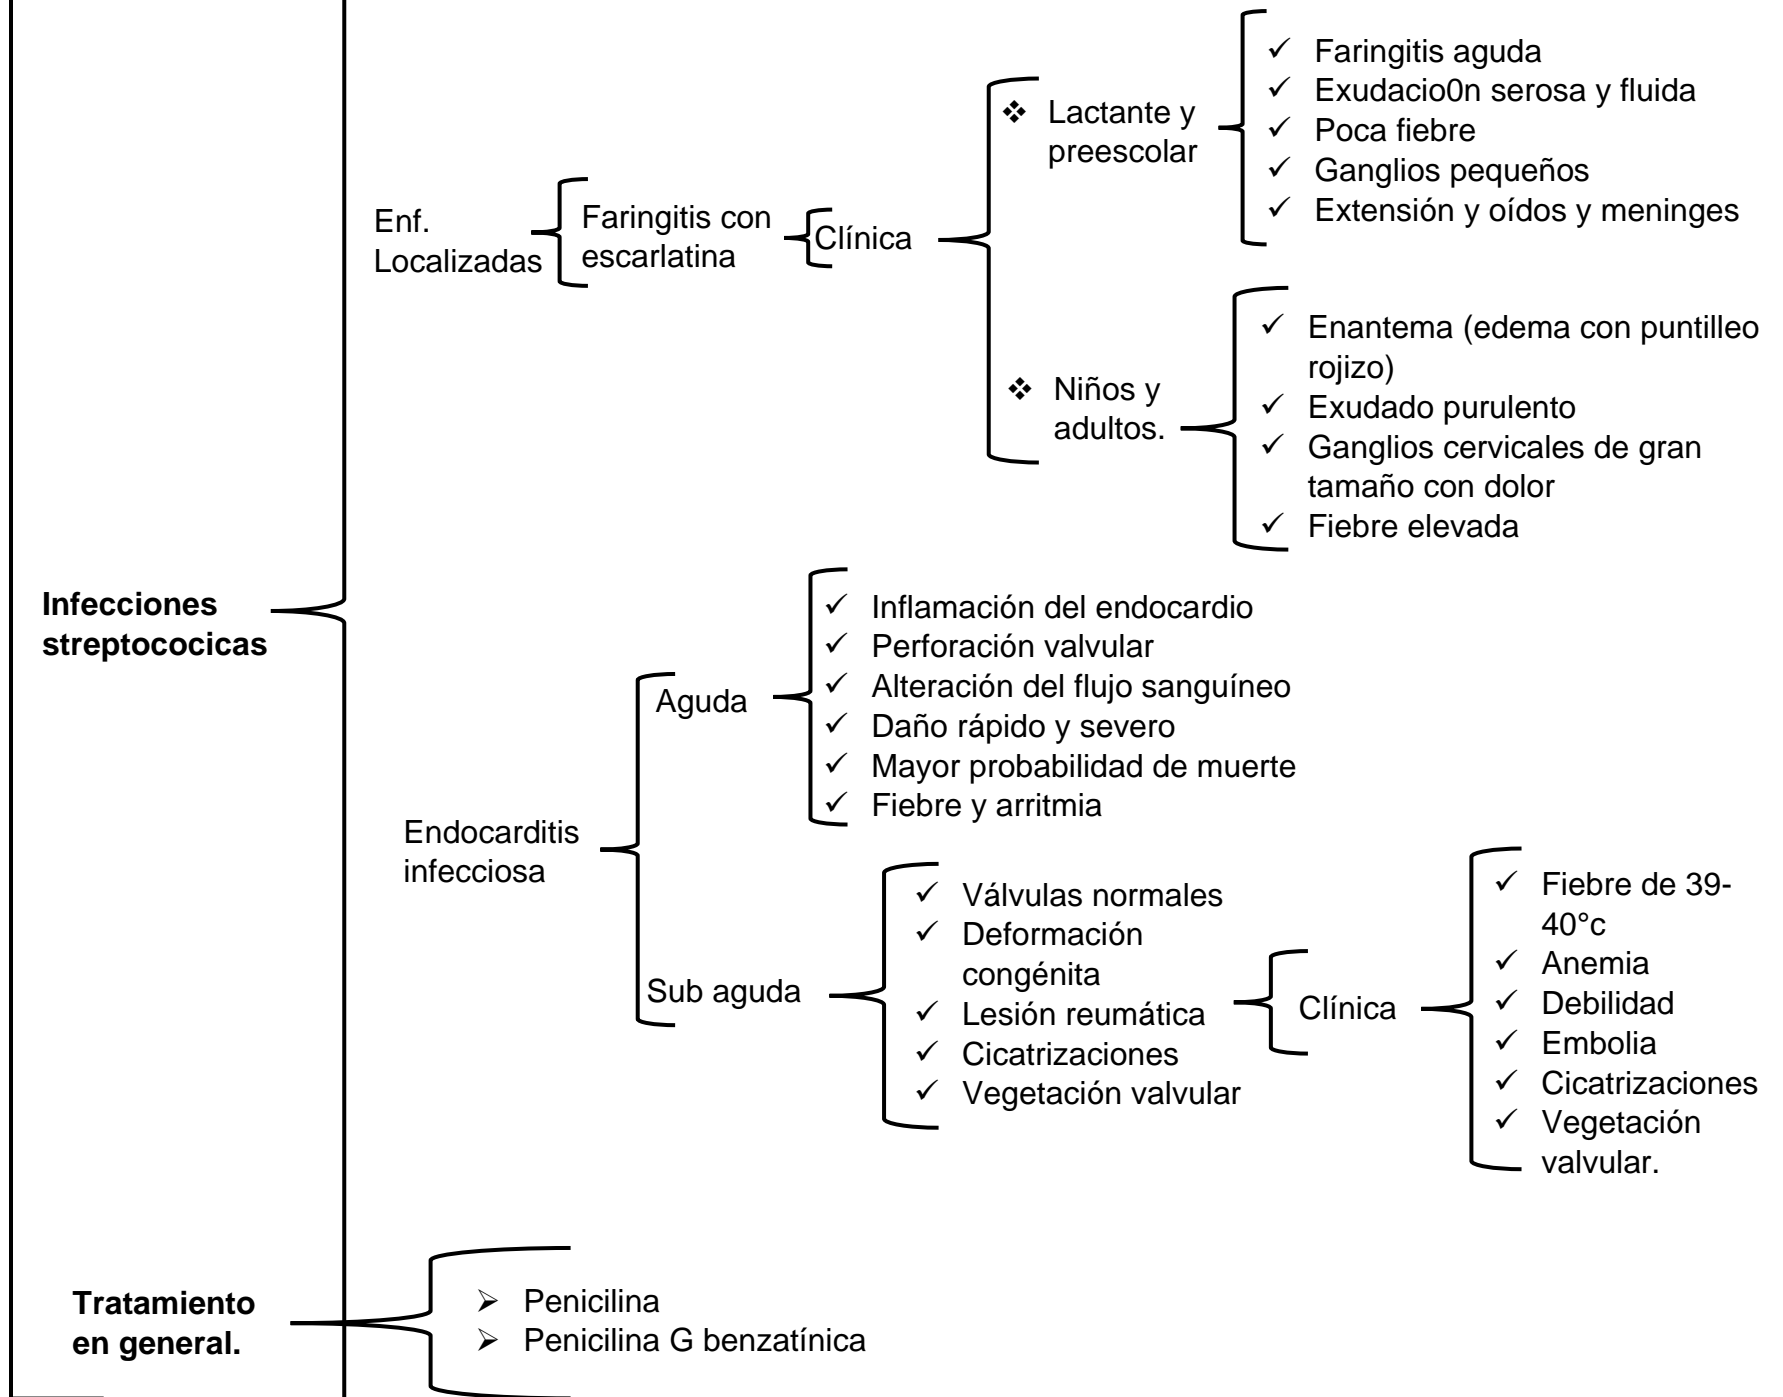 Infecciones
streptococicas
Enf.
Localizadas
Faringitis con
escarlatina
Clínica
Lactante y
preescolar
Faringitis aguda
Exudacio0n serosa y fluida
Poca fiebre
Ganglios pequeños
Extensión y oídos y meninges
Niños y
adultos.
Enantema (edema con puntilleo
rojizo)
Exudado purulento
Ganglios cervicales de gran
tamaño con dolor
Fiebre elevada
Endocarditis
infecciosa
Aguda
Inflamación del endocardio
Perforación valvular
Alteración del flujo sanguíneo
Daño rápido y severo
Mayor probabilidad de muerte
Fiebre y arritmia
Sub aguda
Válvulas normales
Deformación
congénita
Lesión reumática
Cicatrizaciones
Vegetación valvular
Clínica
Fiebre de 39-
40°c
Anemia
Debilidad
Embolia
Cicatrizaciones
Vegetación
valvular.
Tratamiento
en general.
Penicilina
Penicilina G benzatínica